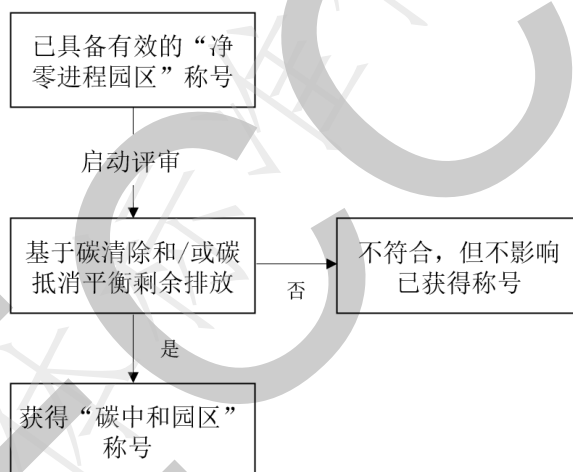 已具备有效的“净
零进程园区”称号
启动评审
基于碳清除和/或碳
抵消平衡剩余排放
否
不符合，但不影响
已获得称号
是
获得“碳中和园区”
称号